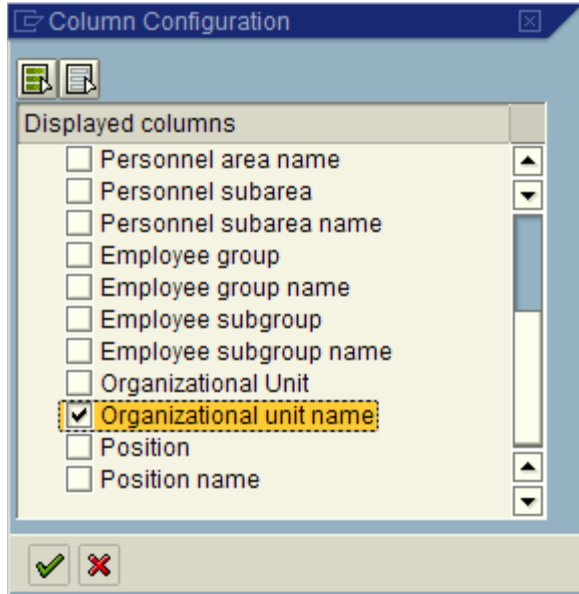 Column Configuration
Displayed columns
Personnel area name
Personnel subarea
Personnel subarea name
Employee group
Employee group name
Employee subgroup
Employee subgroup name
Organizational Unit
Organizational unit name
Position
Position name